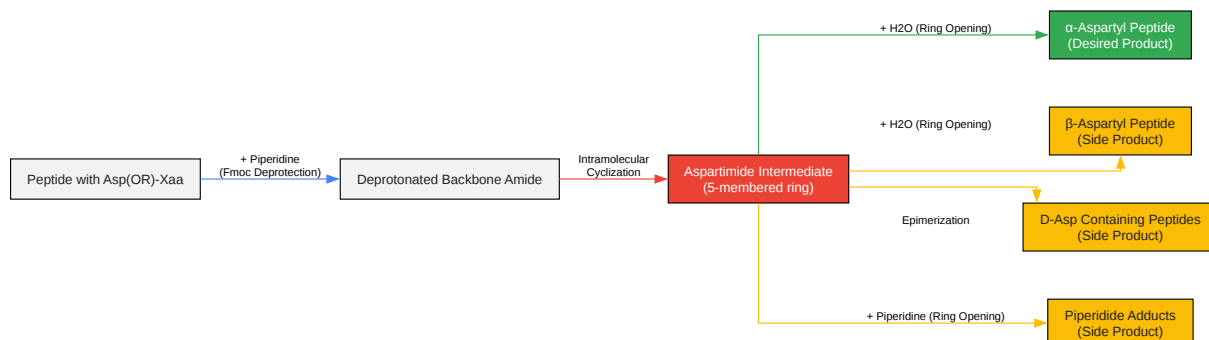 Peptide with Asp(OR)-Xaa
+ Piperidine
(Fmoc Deprotection)
Deprotonated Backbone Amide
Intramolecular
Cyclization
Aspartimide Intermediate
(5-membered ring)
+ H2O (Ring Opening)
α-Aspartyl Peptide
(Desired Product)
+ H2O (Ring Opening)
β-Aspartyl Peptide
(Side Product)
Epimerization
D-Asp Containing Peptides
(Side Product)
+ Piperidine (Ring Opening)
Piperidide Adducts
(Side Product)